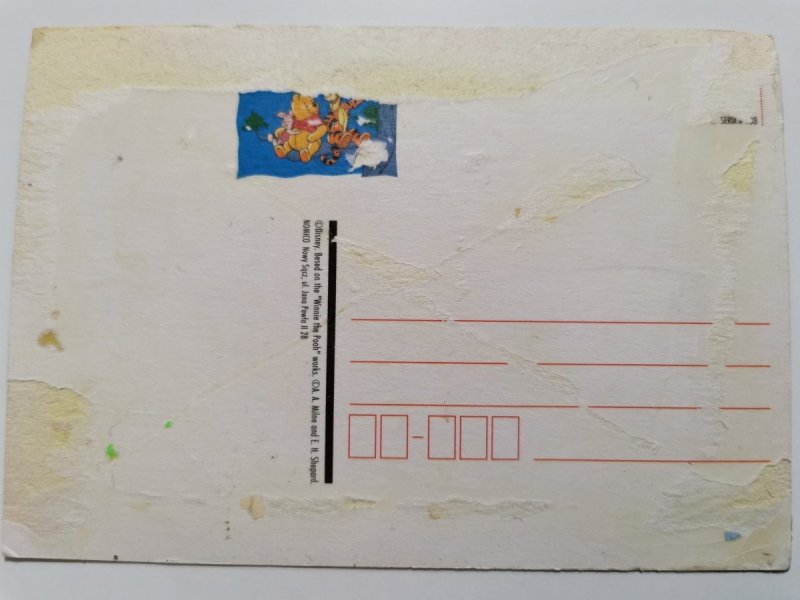 SERIA
©Disney. Based on the "Winnie the Pooh" works. ©A. A. Milne and E. H. Shepard.
NOMICO Nowy Sącz, ul. Jana Pawła II 28